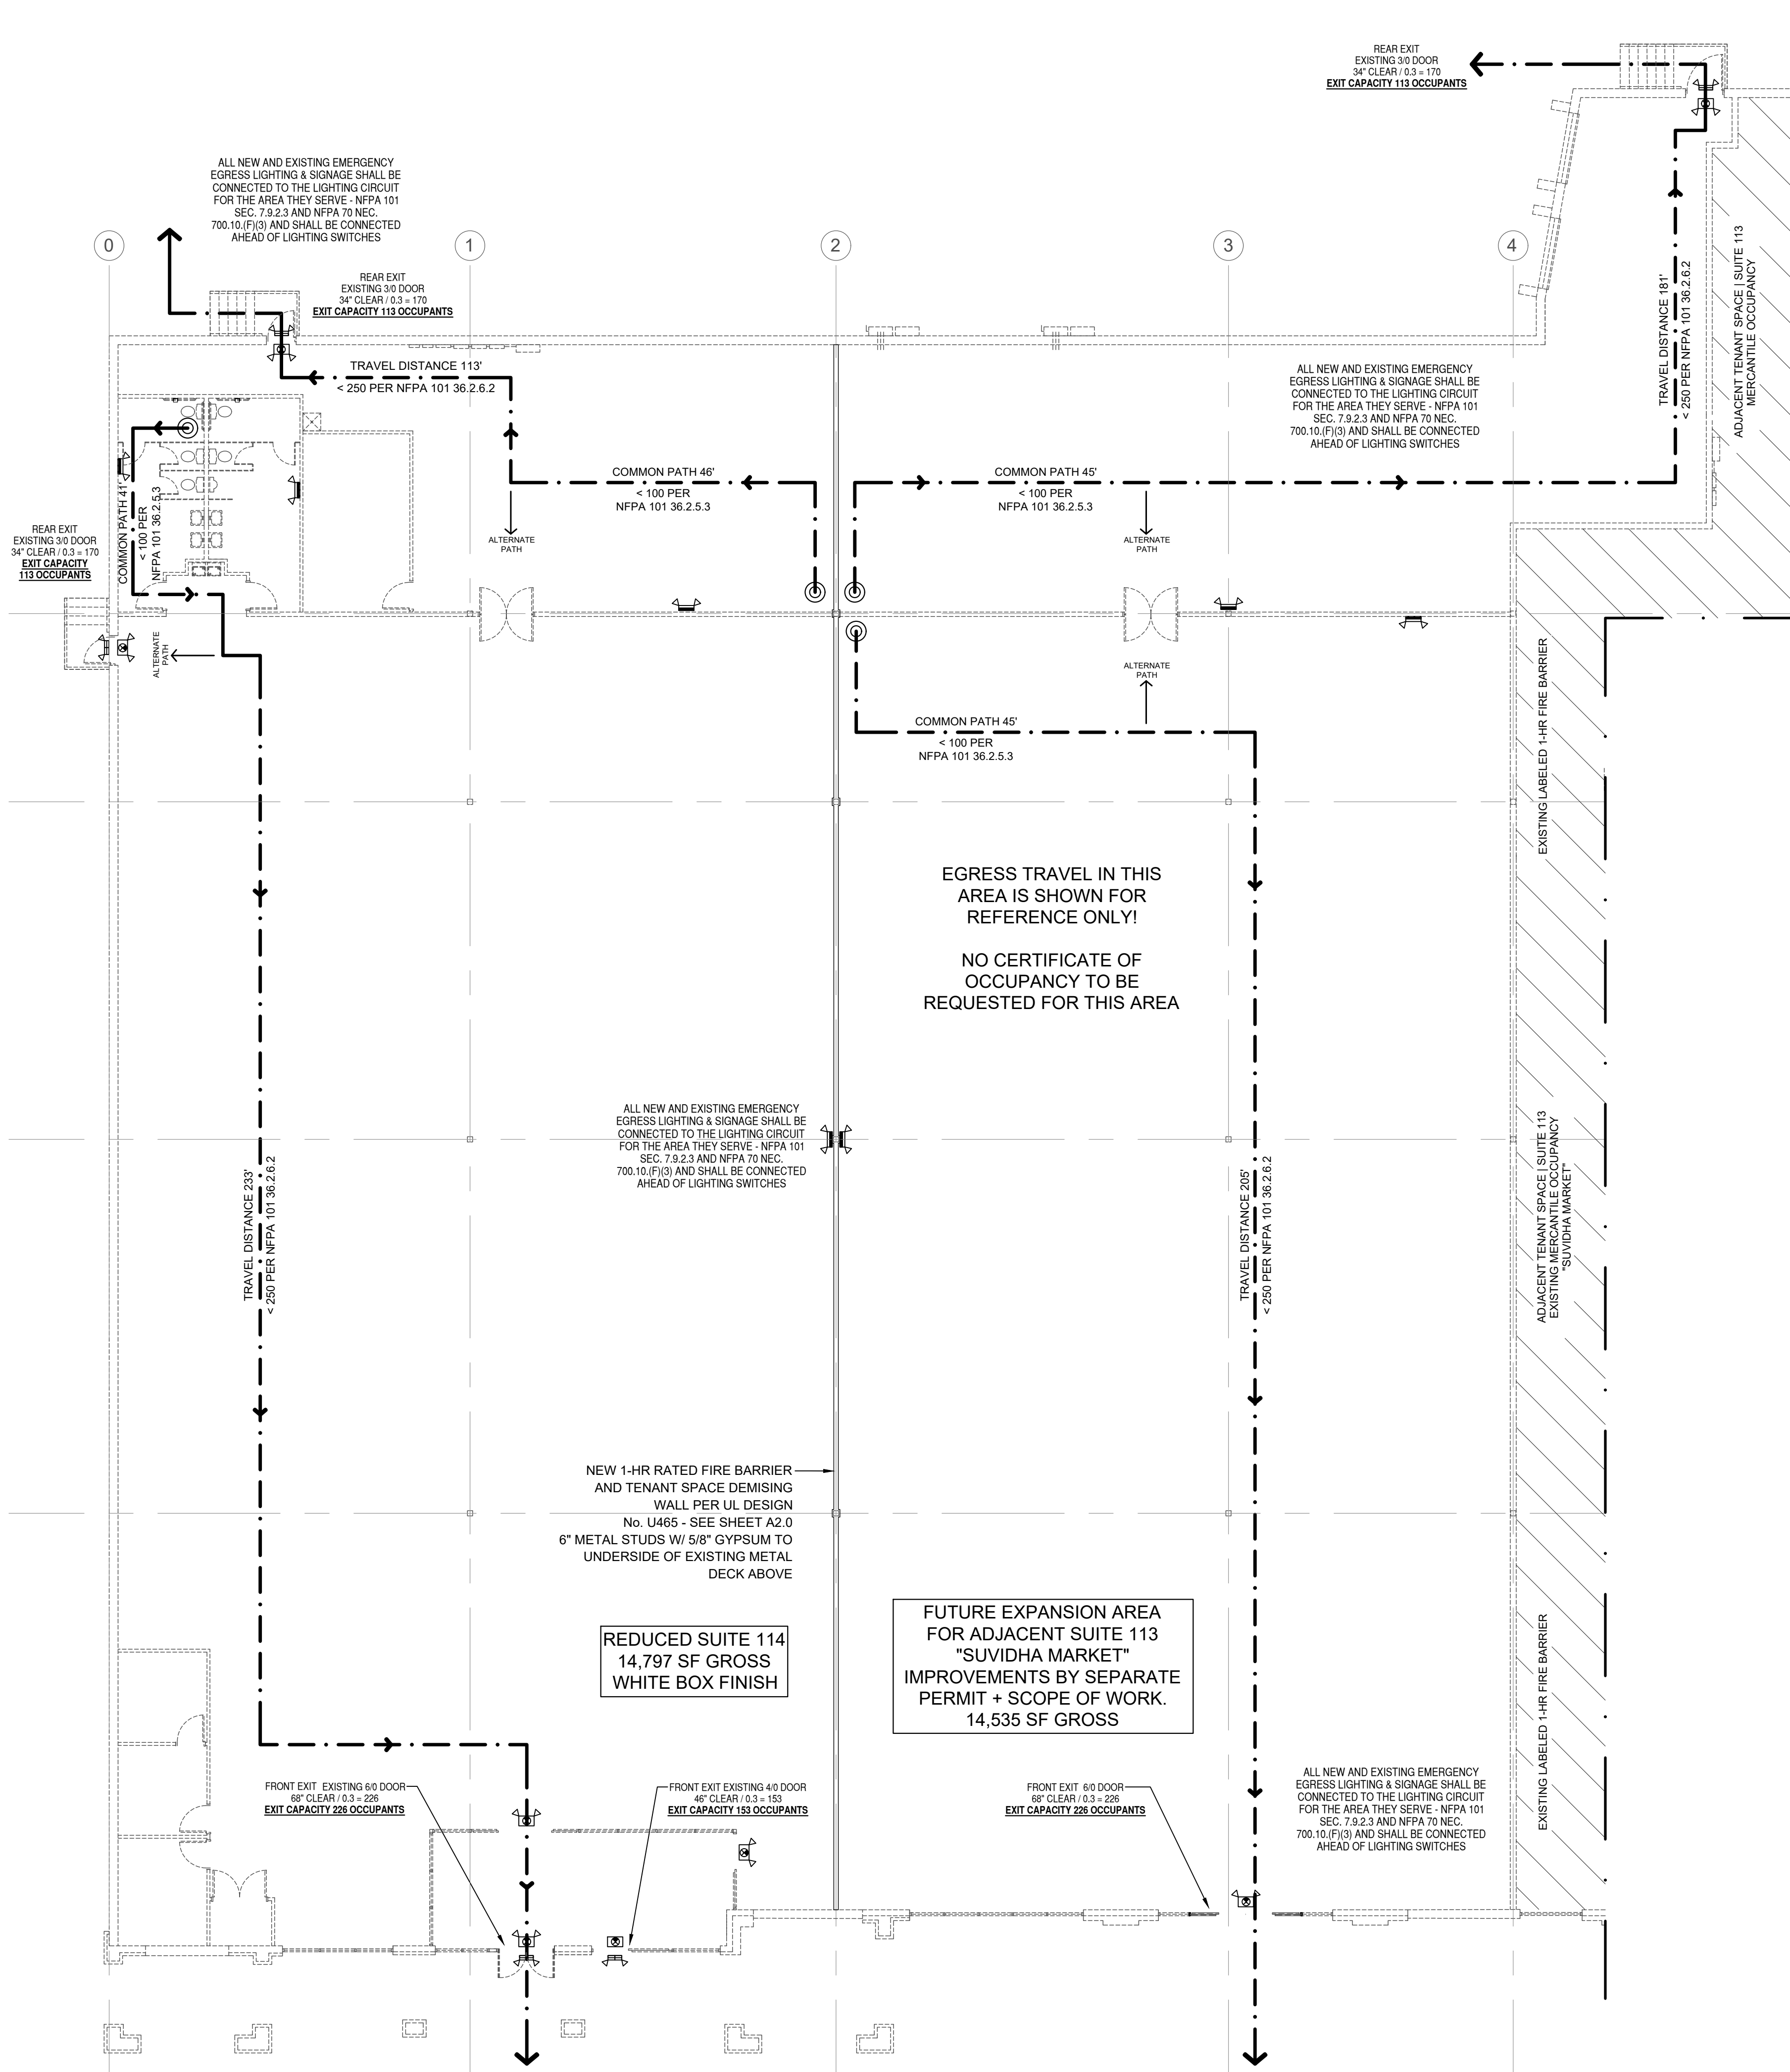 REAR EXIT
EXISTING 3/0 DOOR
34" CLEAR / 0.3 = 170
EXIT CAPACITY 113 OCCUPANTS
ALL NEW AND EXISTING EMERGENCY
EGRESS LIGHTING & SIGNAGE SHALL BE
CONNECTED TO THE LIGHTING CIRCUIT
FOR THE AREA THEY SERVE - NFPA 101
SEC. 7.9.2.3 AND NFPA 70 NEC.
700.10.(F)(3) AND SHALL BE CONNECTED
AHEAD OF LIGHTING SWITCHES
0
1
2
3
4
REAR EXIT
EXISTING 3/0 DOOR
34" CLEAR / 0.3 = 170
EXIT CAPACITY 113 OCCUPANTS
TRAVEL DISTANCE 113'
< 250 PER NFPA 101 36.2.6.2
ALL NEW AND EXISTING EMERGENCY
EGRESS LIGHTING & SIGNAGE SHALL BE
CONNECTED TO THE LIGHTING CIRCUIT
FOR THE AREA THEY SERVE - NFPA 101
SEC. 7.9.2.3 AND NFPA 70 NEC.
700.10.(F)(3) AND SHALL BE CONNECTED
AHEAD OF LIGHTING SWITCHES
TRAVEL DISTANCE 181'
< 250 PER NFPA 101 36.2.6.2
ADJACENT TENANT SPACE | SUITE 113
MERCANTILE OCCUPANCY
COMMON PATH 46'
< 100 PER
NFPA 101 36.2.5.3
COMMON PATH 45'
< 100 PER
NFPA 101 36.2.5.3
ALTERNATE
PATH
ALTERNATE
PATH
COMMON PATH 41'
< 100 PER
NFPA 101 36.2.5.3
REAR EXIT
EXISTING 3/0 DOOR
34" CLEAR / 0.3 = 170
EXIT CAPACITY
113 OCCUPANTS
ALTERNATE
PATH
ALTERNATE
PATH
COMMON PATH 45'
< 100 PER
NFPA 101 36.2.5.3
EXISTING LABELED 1-HR FIRE BARRIER
EGRESS TRAVEL IN THIS
AREA IS SHOWN FOR
REFERENCE ONLY!
NO CERTIFICATE OF
OCCUPANCY TO BE
REQUESTED FOR THIS AREA
ALL NEW AND EXISTING EMERGENCY
EGRESS LIGHTING & SIGNAGE SHALL BE
CONNECTED TO THE LIGHTING CIRCUIT
FOR THE AREA THEY SERVE - NFPA 101
SEC. 7.9.2.3 AND NFPA 70 NEC.
700.10.(F)(3) AND SHALL BE CONNECTED
AHEAD OF LIGHTING SWITCHES
TRAVEL DISTANCE 233'
< 250 PER NFPA 101 36.2.6.2
TRAVEL DISTANCE 205'
< 250 PER NFPA 101 36.2.6.2
ADJACENT TENANT SPACE | SUITE 113
EXISTING MERCANTILE OCCUPANCY
"SUVIDHA MARKET"
NEW 1-HR RATED FIRE BARRIER
AND TENANT SPACE DEMISING
WALL PER UL DESIGN
No. U465 - SEE SHEET A2.0
6" METAL STUDS W/ 5/8" GYPSUM TO
UNDERSIDE OF EXISTING METAL
DECK ABOVE
REDUCED SUITE 114
14,797 SF GROSS
WHITE BOX FINISH
FUTURE EXPANSION AREA
FOR ADJACENT SUITE 113
"SUVIDHA MARKET"
IMPROVEMENTS BY SEPARATE
PERMIT + SCOPE OF WORK.
14,535 SF GROSS
EXISTING LABELED 1-HR FIRE BARRIER
FRONT EXIT EXISTING 6/0 DOOR
68" CLEAR / 0.3 = 226
EXIT CAPACITY 226 OCCUPANTS
FRONT EXIT EXISTING 4/0 DOOR
46" CLEAR / 0.3 = 153
EXIT CAPACITY 153 OCCUPANTS
FRONT EXIT 6/0 DOOR
68" CLEAR / 0.3 = 226
EXIT CAPACITY 226 OCCUPANTS
ALL NEW AND EXISTING EMERGENCY
EGRESS LIGHTING & SIGNAGE SHALL BE
CONNECTED TO THE LIGHTING CIRCUIT
FOR THE AREA THEY SERVE - NFPA 101
SEC. 7.9.2.3 AND NFPA 70 NEC.
700.10.(F)(3) AND SHALL BE CONNECTED
AHEAD OF LIGHTING SWITCHES